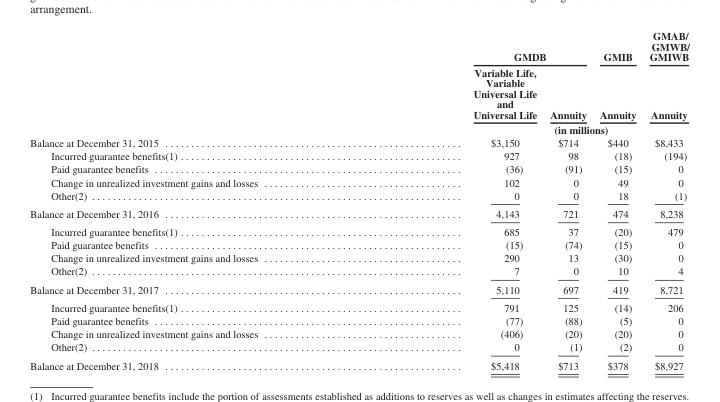 arrangement.
GMAB/
GMWB/
GMDB GMIB GMIWB
Variable Life,
Variable
Universal Life
and
Universal Life Annuity Annuity Annuity
(in millions)
Balance at December 31, 2015 $3,150 $714 $440 $8,433
Incurred guarantee benefits(1) 927 98 (18) (194)
Paid guarantee benefits (36) (91) (15) 0
Change in unrealized investment gains and losses 102 0 49 0
Other(2) 0 0 18 (1)
Balance at December 31, 2016 4,143 721 474 8,238
Incurred guarantee benefits(1) 685 37 (20) 479
Paid guarantee benefits (15) (74) (15) 0
Change in unrealized investment gains and losses 290 13 (30) 0
Other(2) 7 0 10 4
Balance at December 31, 2017 5,110 697 419 8,721
Incurred guarantee benefits(1) 791 125 (14) 206
Paid guarantee benefits (77) (88) (5) 0
Change in unrealized investment gains and losses (406) (20) (20) 0
Other(2) 0 (1) (2) 0
Balance at December 31, 2018 $5,418 $713 $378 $8,927
(1) Incurred guarantee benefits include the portion of assessments established as additions to reserves as well as changes in estimates affecting the reserves.